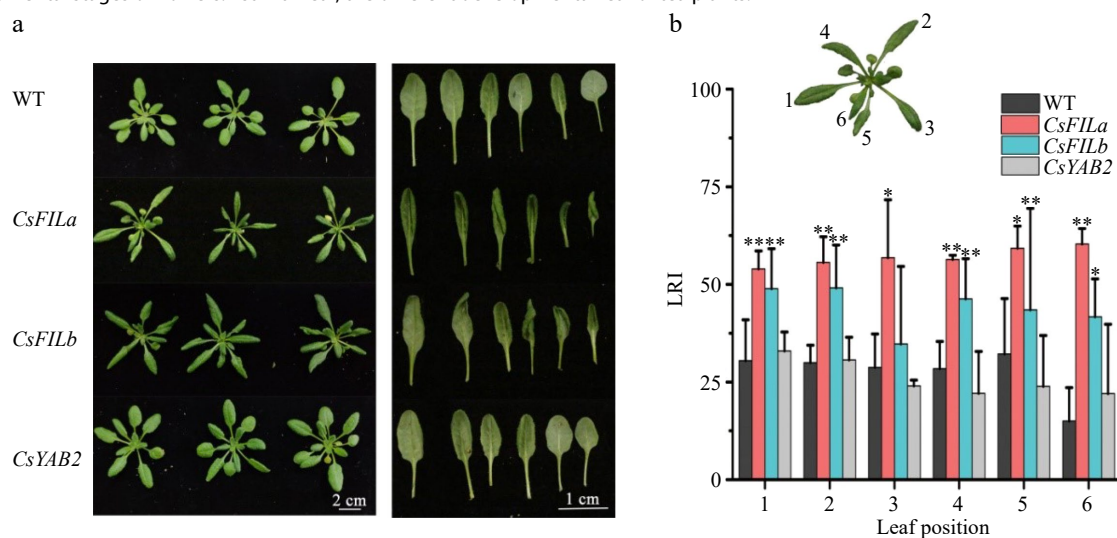 a
WT
CsFILa
CsFILb
CsYAB2
2 cm
1 cm
b
1
2
3
4
5
6
WT
CsFILa
CsFILb
CsYAB2
LRI
100
75
50
25
0
**** **** * **** * ** ** *
1 2 3 4 5 6
Leaf position